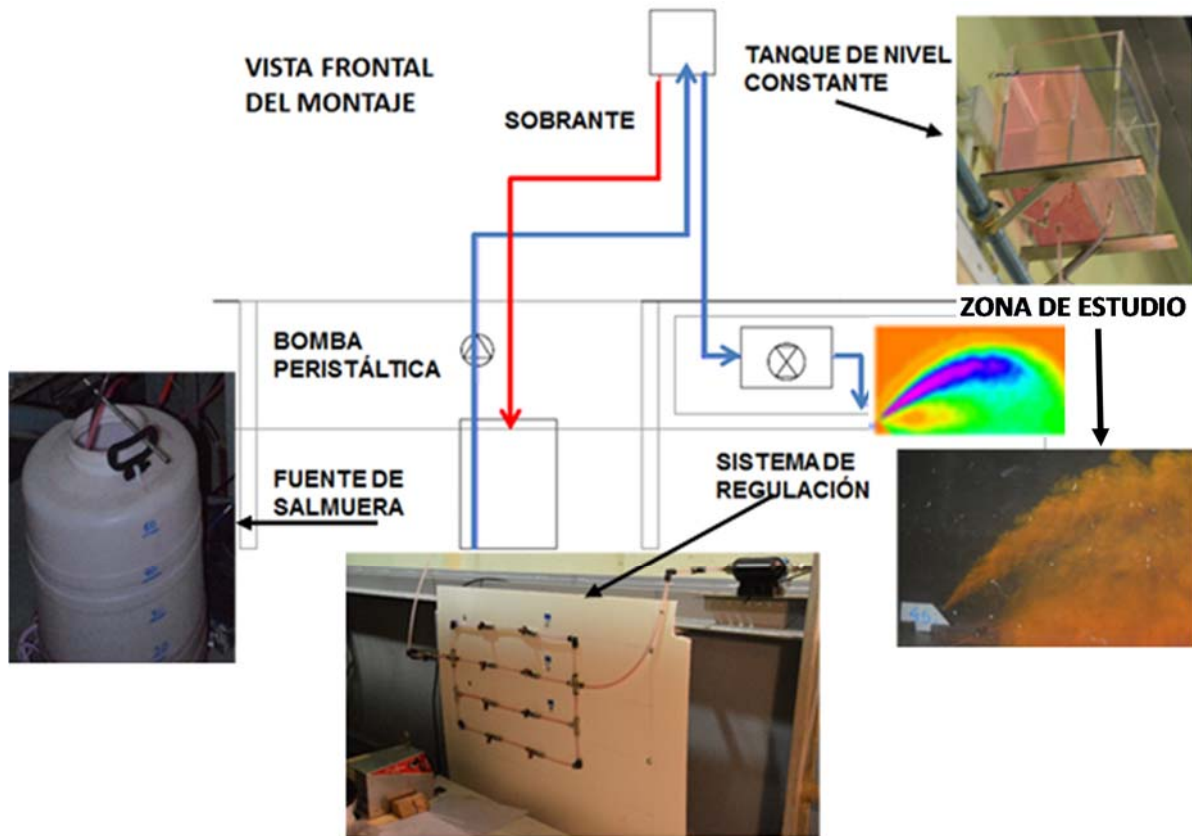 VISTA FRONTAL
DEL MONTAJE
SOBRANTE
TANQUE DE NIVEL
CONSTANTE
ZONA DE ESTUDIO
BOMBA
PERISTÁLTICA
FUENTE DE
SALMUERA
SISTEMA DE
REGULACIÓN